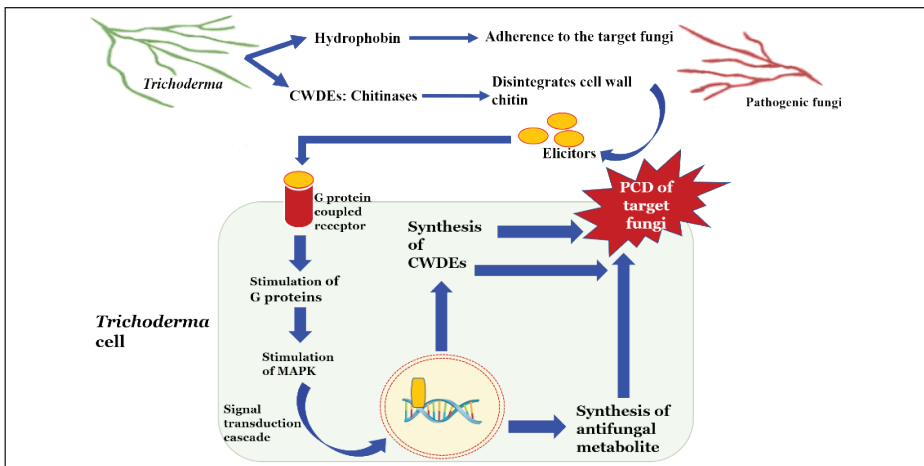 Hydrophobin
Adherence to the target fungi
Trichoderma
CWDEs: Chitinases
Disintegrates cell wall
chitin
Pathogenic fungi
Elicitors
PCD of
target
fungi
G protein
coupled
receptor
Synthesis
of
CWDEs
Stimulation of
G proteins
Trichoderma
cell
Stimulation
of MAPK
Signal
transduction
cascade
Synthesis of
antifungal
metabolite